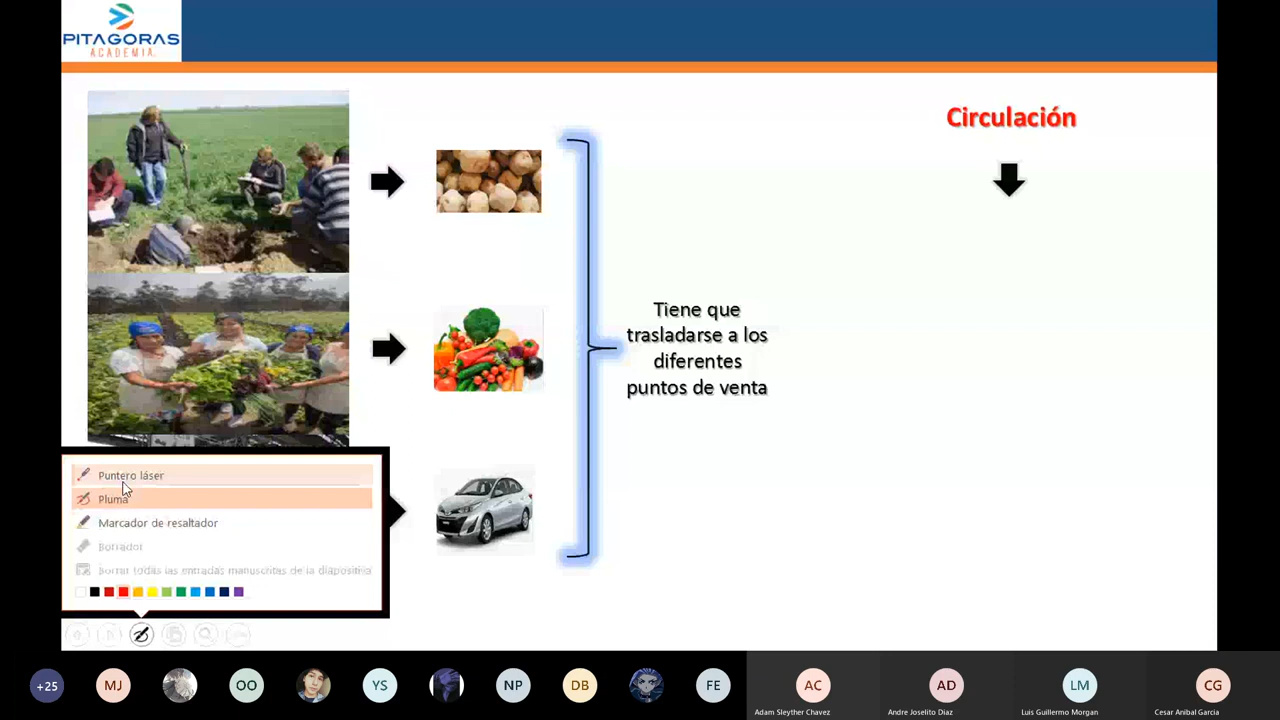 PITAGORAS
ACADEMIA
Circulación
Tiene que
trasladarse a los
diferentes
puntos de venta
Puntero láser
Pluma
Marcador de resaltador
Borrador
Borrar todas las entradas manuscritas de la diapositiva
+25
MJ
OO
YS
NP
DB
FE
AC
AD
LM
CG
Adam Sleyther Chavez
Andre Joselito Diaz
Luis Guillermo Morgan
Cesar Anibal Garcia